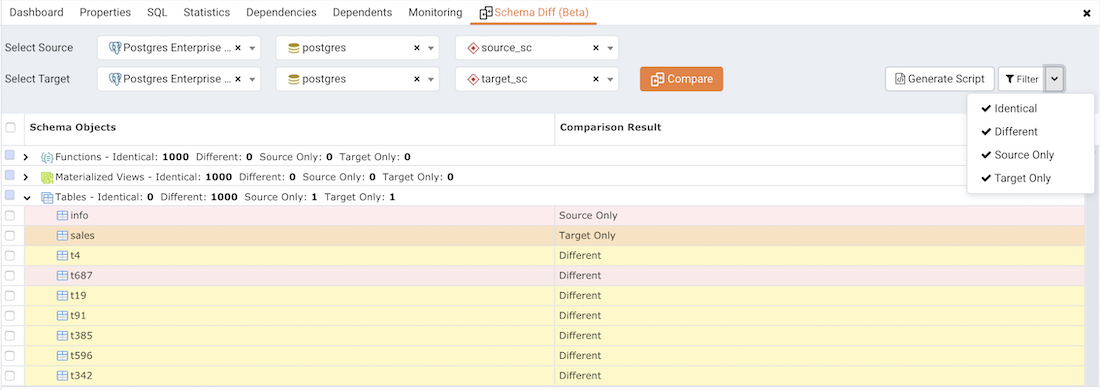 Dashboard Properties SQL Statistics Dependencies Dependents Monitoring Schema Diff (Beta)
Select Source Postgres Enterprise ... postgres source_sc
Select Target Postgres Enterprise ... postgres target_sc Compare Generate Script Filter
Identical
Different
Source Only
Target Only
Schema Objects Comparison Result
Functions - Identical: 1000 Different: 0 Source Only: 0 Target Only: 0
Materialized Views - Identical: 1000 Different: 0 Source Only: 0 Target Only: 0
Tables - Identical: 0 Different: 1000 Source Only: 1 Target Only: 1
info Source Only
sales Target Only
t4 Different
t687 Different
t19 Different
t91 Different
t385 Different
t596 Different
t342 Different